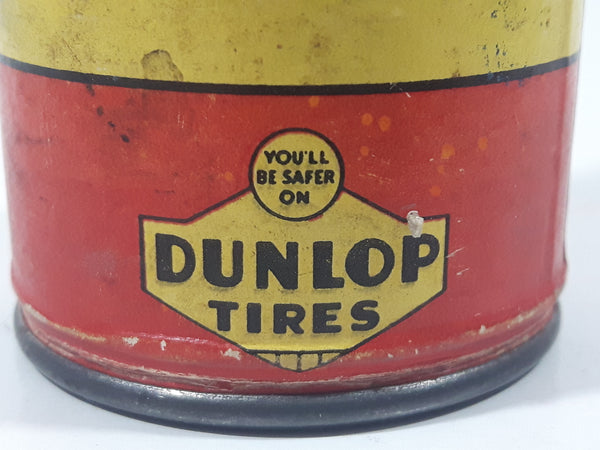 YOU'LL
BE SAFER
ON
DUNLOP
TIRES